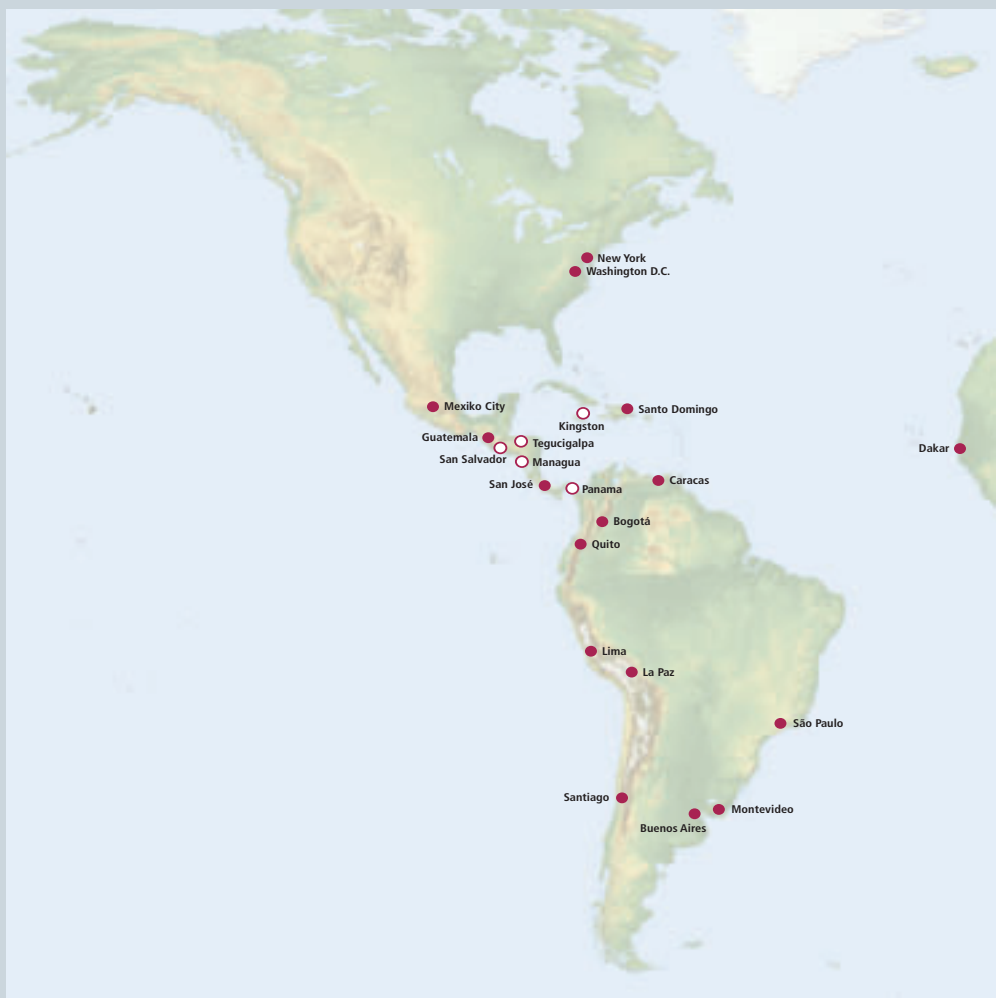 New York
Washington D.C.
Mexiko City
Santo Domingo
Kingston
Guatemala
Tegucigalpa
Dakar
San Salvador
Managua
San José
Panama
Caracas
Bogotá
Quito
Lima
La Paz
São Paulo
Santiago
Montevideo
Buenos Aires